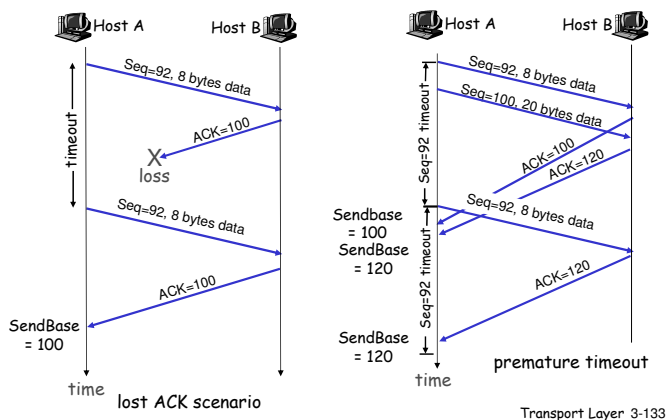 Host A
Host B
Seq=92, 8 bytes data
timeout
ACK=100
X
loss
Seq=92, 8 bytes data
ACK=100
SendBase
= 100
time
lost ACK scenario
Host A
Host B
Seq=92, 8 bytes data
Seq=100, 20 bytes data
Seq=92 timeout
ACK=100
ACK=120
Sendbase
= 100
SendBase
= 120
Seq=92, 8 bytes data
Seq=92 timeout
ACK=120
SendBase
= 120
time
premature timeout
Transport Layer 3-133